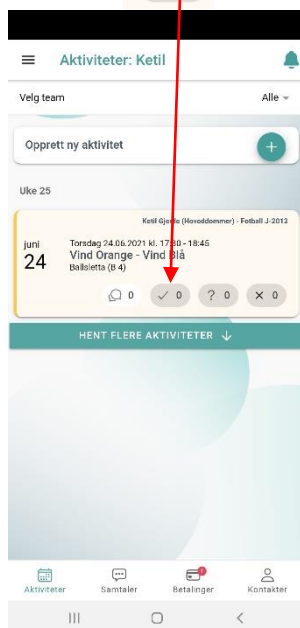 Aktiviteter: Ketil
Velg team Alle
Opprett ny aktivitet +
Uke 25
Ketil Gjerde (Hoveddommer) - Fotball J-2012
juni
24
Torsdag 24.06.2021 kl. 17:30 - 18:45
Vind Orange - Vind Blå
Ballsletta (B 4)
0 ✓ 0 ? 0 X 0
HENT FLERE AKTIVITETER ↓
Aktiviteter Samtaler Betalinger Kontakter